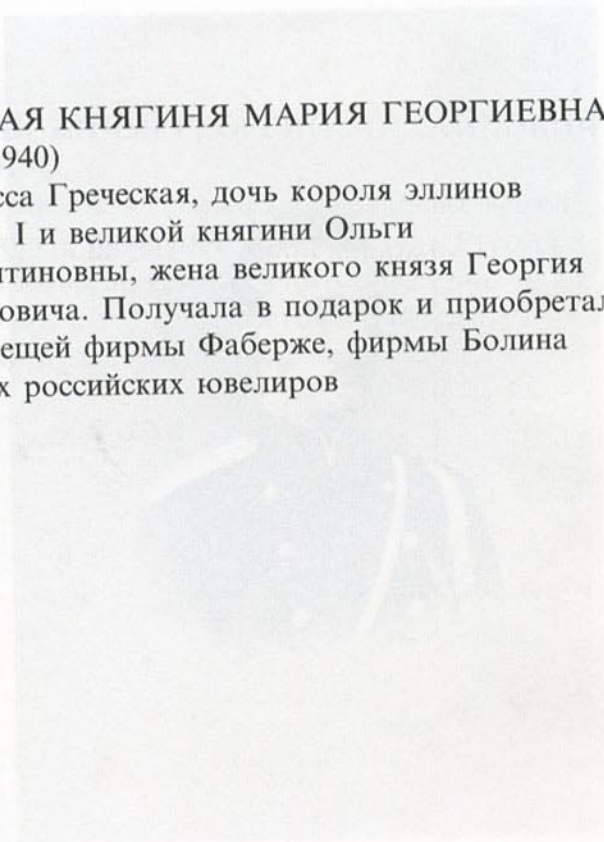 АЯ КНЯГИНЯ МАРИЯ ГЕОРГИЕВНА
940)
сса Греческая, дочь короля эллинов
I и великой княгини Ольги
нтиновны, жена великого князя Георгия
овича. Получала в подарок и приобретал
ещей фирмы Фаберже, фирмы Болина
х российских ювелиров